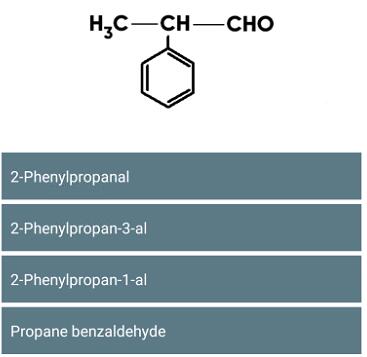 H₃C—CH—CHO
2-Phenylpropanal
2-Phenylpropan-3-al
2-Phenylpropan-1-al
Propane benzaldehyde